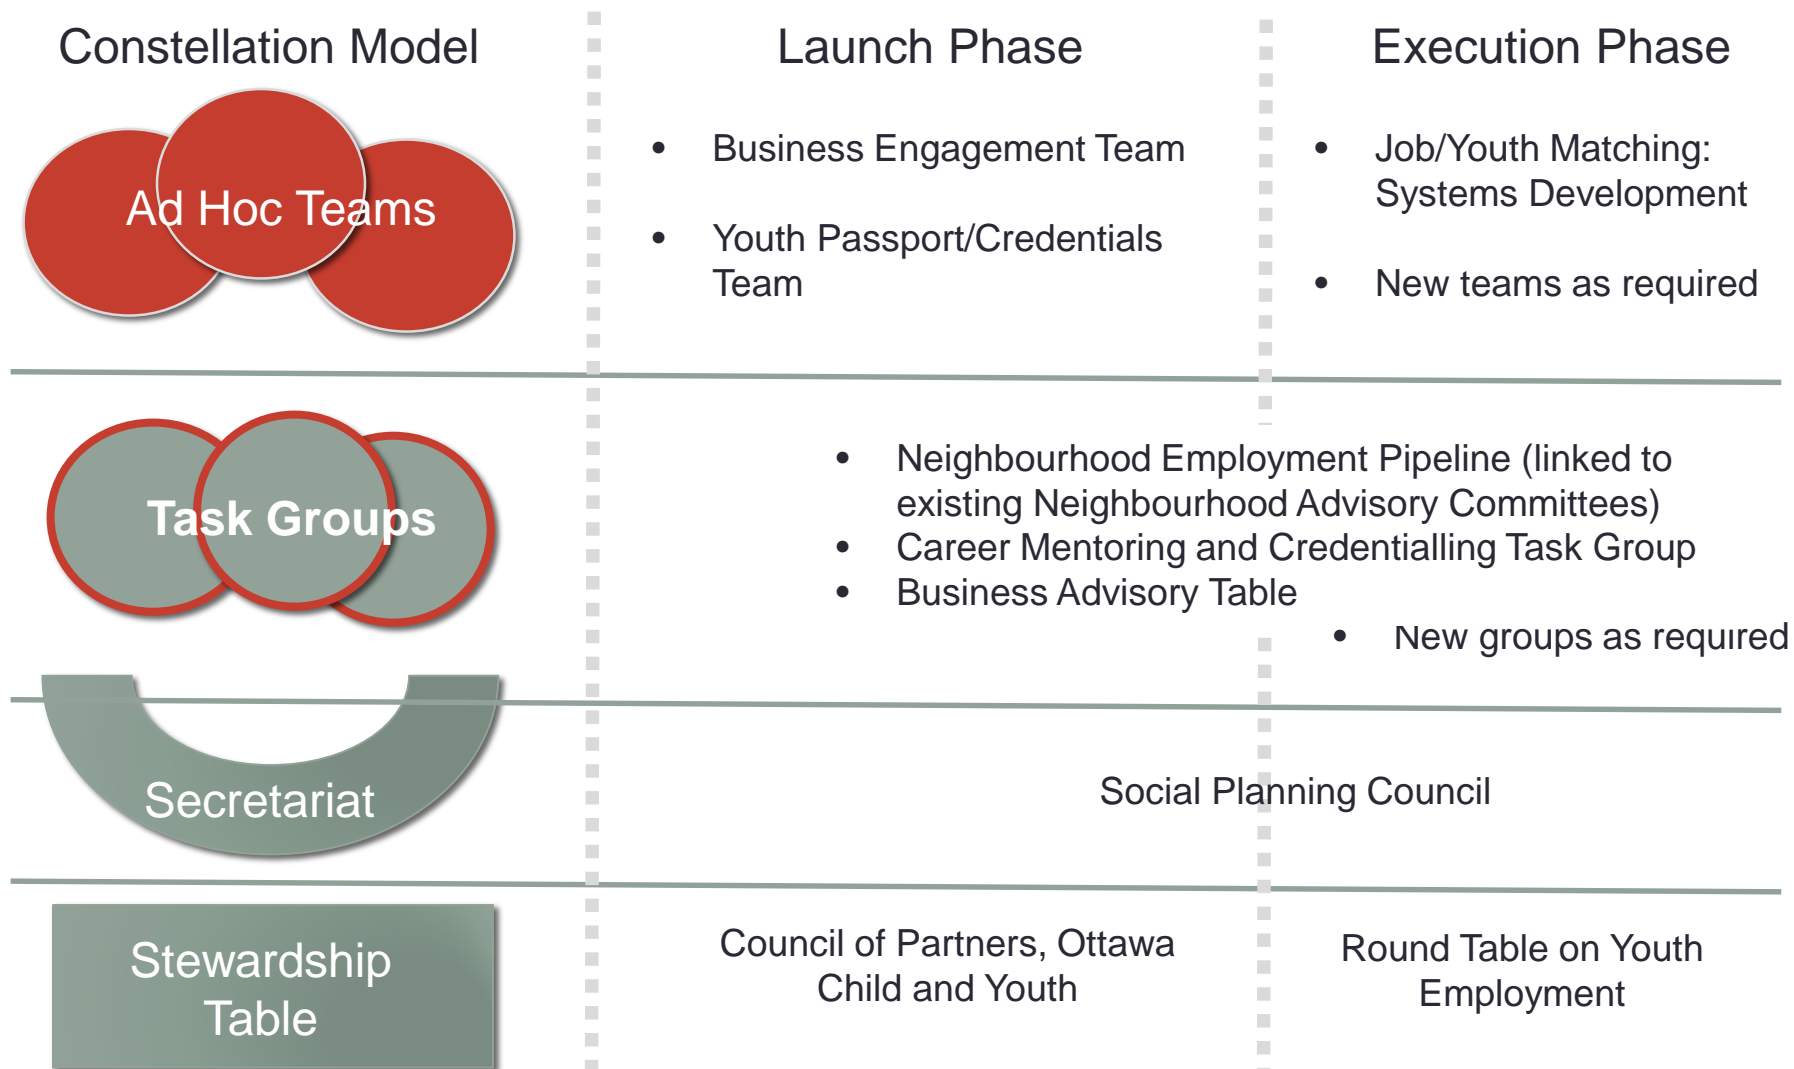 Constellation Model
Launch Phase
Execution Phase
Ad Hoc Teams
• Business Engagement Team
• Youth Passport/Credentials
Team
• Job/Youth Matching:
Systems Development
• New teams as required
Task Groups
• Neighbourhood Employment Pipeline (linked to
existing Neighbourhood Advisory Committees)
• Career Mentoring and Credentialling Task Group
• Business Advisory Table
• New groups as required
Secretariat
Social Planning Council
Stewardship
Table
Council of Partners, Ottawa
Child and Youth
Round Table on Youth
Employment